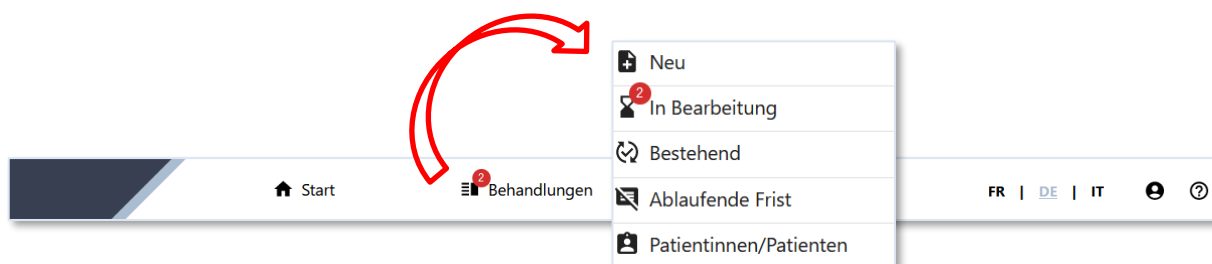 Neu
2
In Bearbeitung
Bestehend
Start
2
Behandlungen
FR | DE | IT
Ablaufende Frist
Patientinnen/Patienten